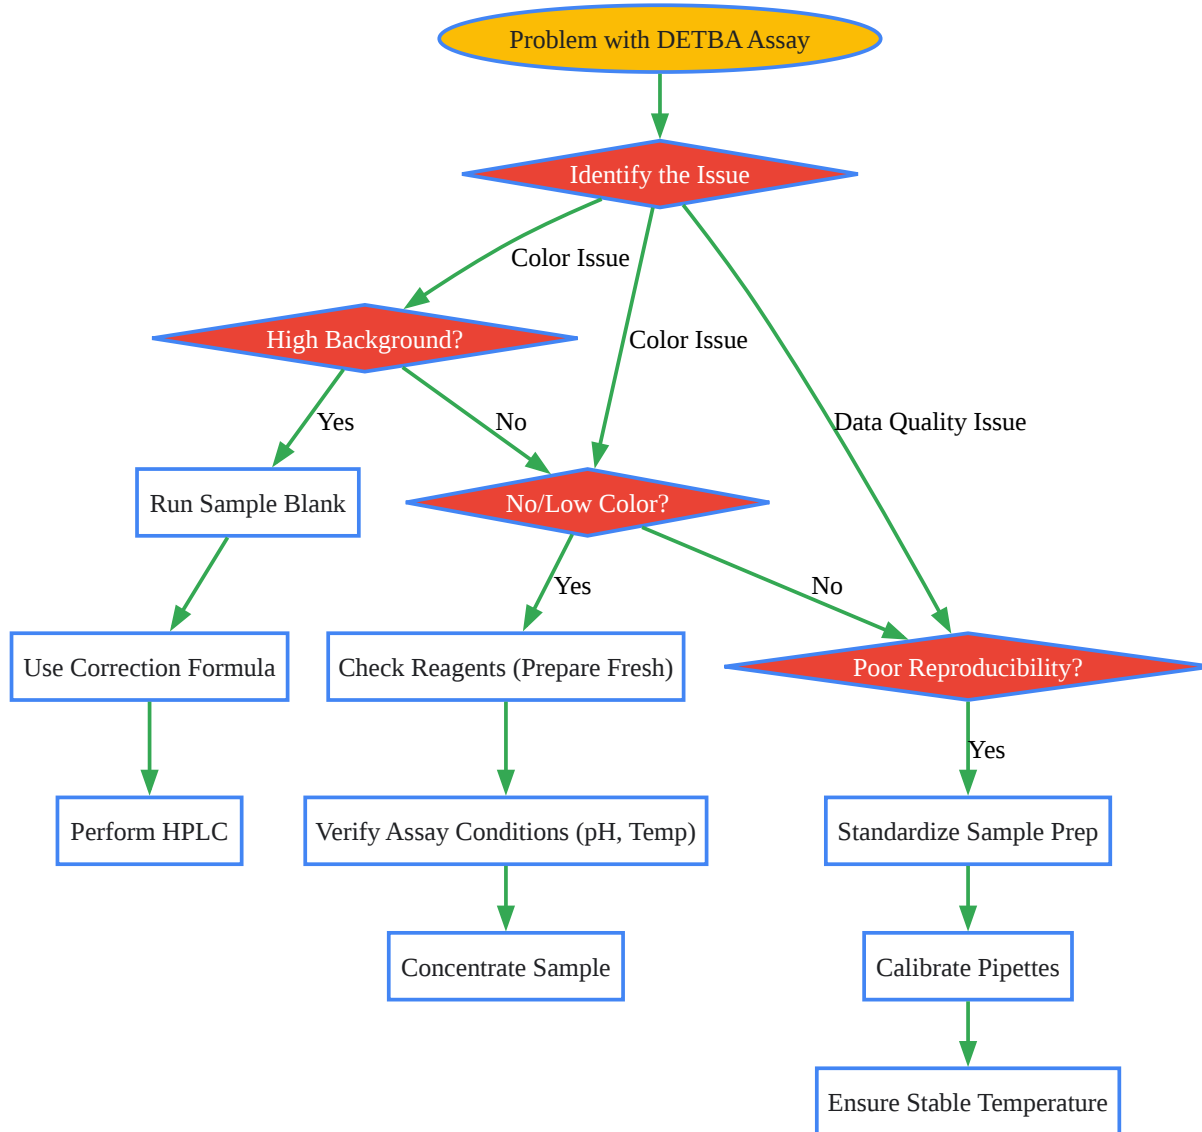 Problem with DETBA Assay
Identify the Issue
Color Issue
High Background?
Color Issue
Yes
No
Data Quality Issue
Run Sample Blank
No/Low Color?
Yes
No
Use Correction Formula
Check Reagents (Prepare Fresh)
Poor Reproducibility?
Yes
Perform HPLC
Verify Assay Conditions (pH, Temp)
Standardize Sample Prep
Concentrate Sample
Calibrate Pipettes
Ensure Stable Temperature